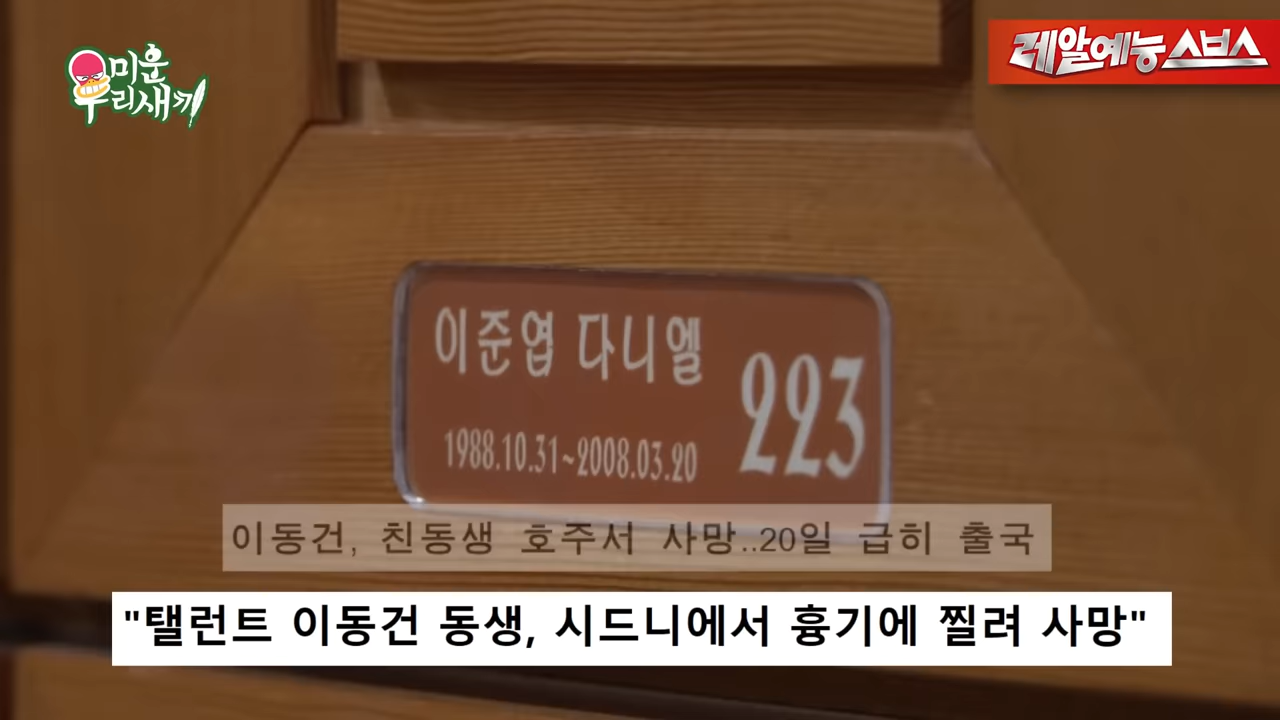 미운
우리새끼
레알예능 스브스
이준엽 다니엘
223
1988.10.31~2008.03.20
이동건, 친동생 호주서 사망..20일 급히 출국
"탤런트 이동건 동생, 시드니에서 흉기에 찔려 사망"